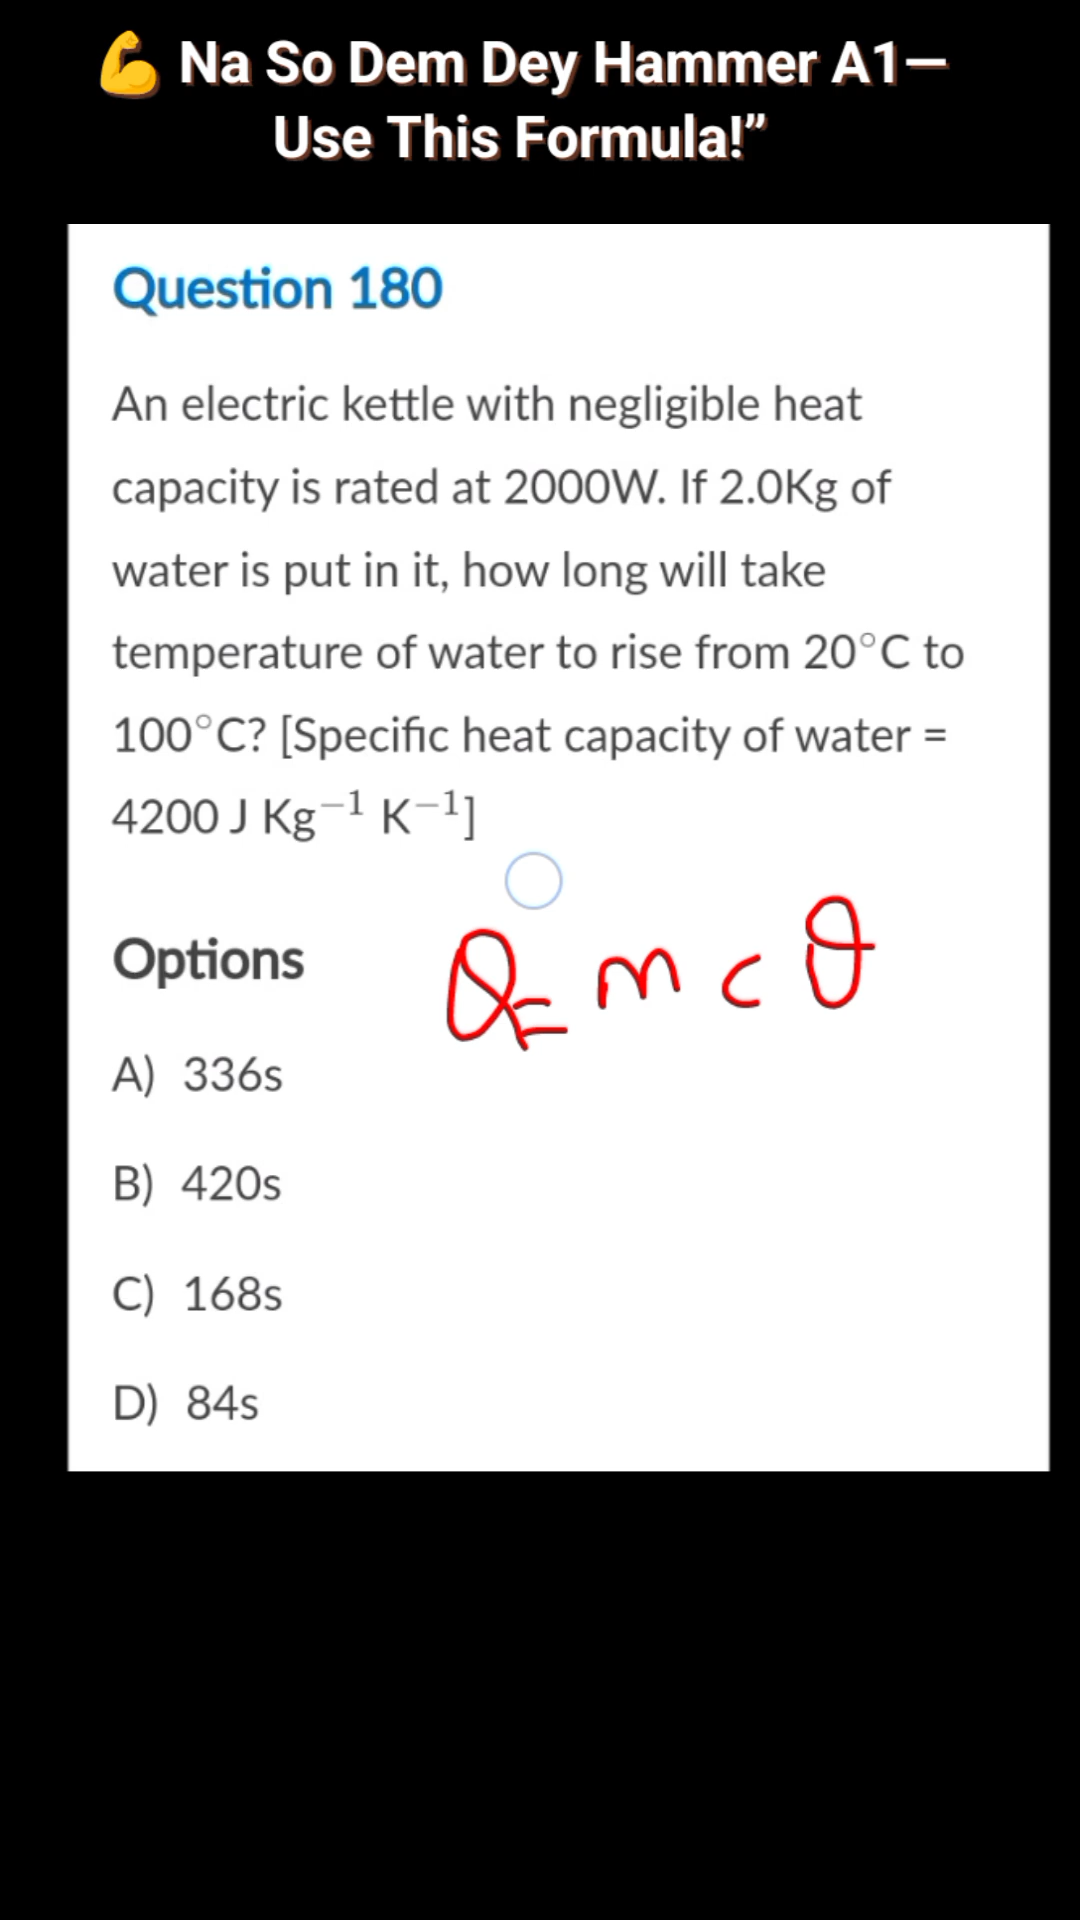 💪 Na So Dem Dey Hammer A1—
Use This Formula!”
Question 180
An electric kettle with negligible heat
capacity is rated at 2000W. If 2.0Kg of
water is put in it, how long will take
temperature of water to rise from 20°C to
100°C? [Specific heat capacity of water =
4200 J Kg⁻¹ K⁻¹]
Options
Q = m c θ
A) 336s
B) 420s
C) 168s
D) 84s